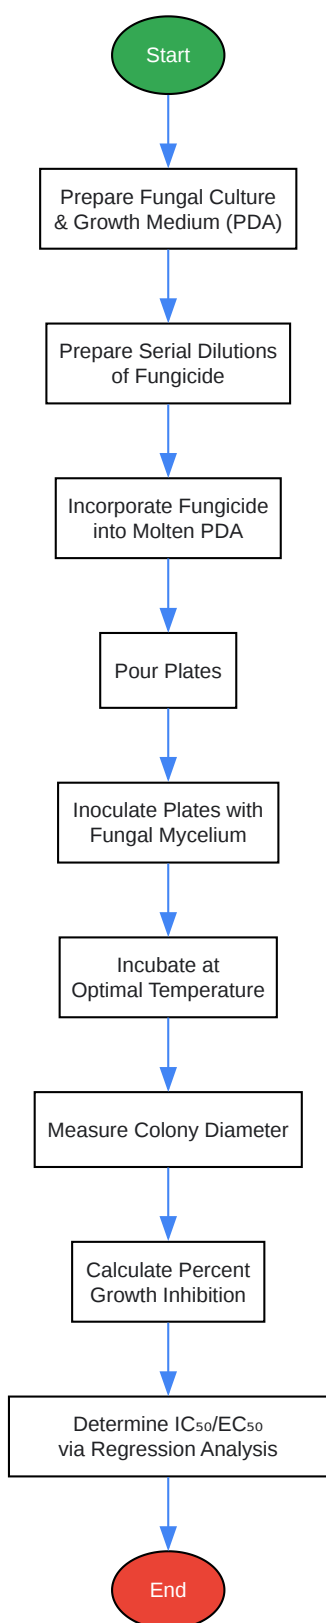 Start
Prepare Fungal Culture
& Growth Medium (PDA)
Prepare Serial Dilutions
of Fungicide
Incorporate Fungicide
into Molten PDA
Pour Plates
Inoculate Plates with
Fungal Mycelium
Incubate at
Optimal Temperature
Measure Colony Diameter
Calculate Percent
Growth Inhibition
Determine IC₅₀/EC₅₀
via Regression Analysis
End